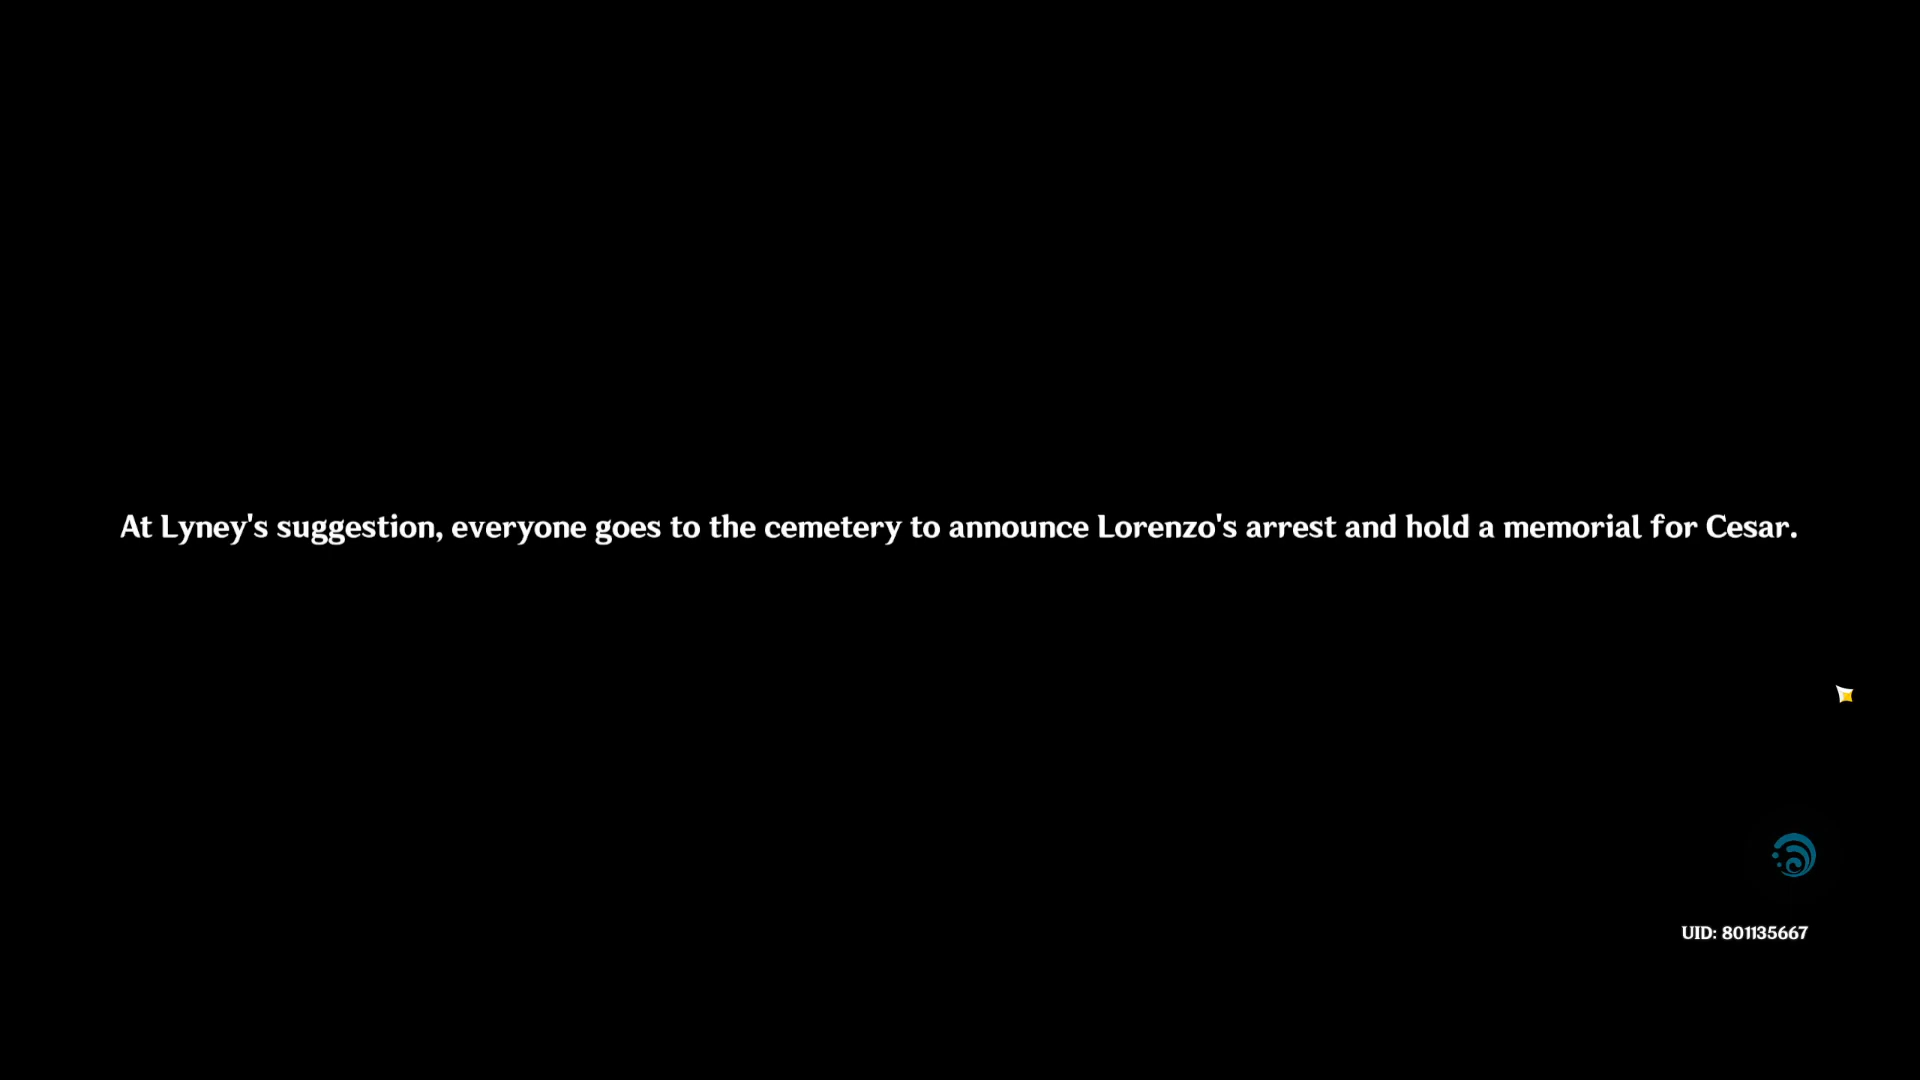 At Lyney's suggestion, everyone goes to the cemetery to announce Lorenzo's arrest and hold a memorial for Cesar.
UID: 801135667